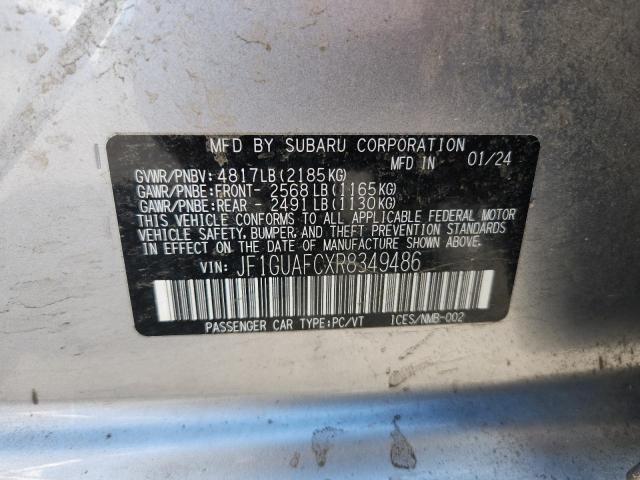 MFD BY SUBARU CORPORATION
MFD IN 01/24
GVWR/PNBV: 4817LB(2185KG)
GAWR/PNBE:FRONT- 2568LB(1165KG)
GAWR/PNBE:REAR - 2491LB(1130KG)
THIS VEHICLE CONFORMS TO ALL APPLICABLE FEDERAL MOTOR
VEHICLE SAFETY, BUMPER, AND THEFT PREVENTION STANDARDS
IN EFFECT ON THE DATE OF MANUFACTURE SHOWN ABOVE.
VIN: JF1GUAFCXR8349486
PASSENGER CAR TYPE:PC/VT ICES/NMB-002